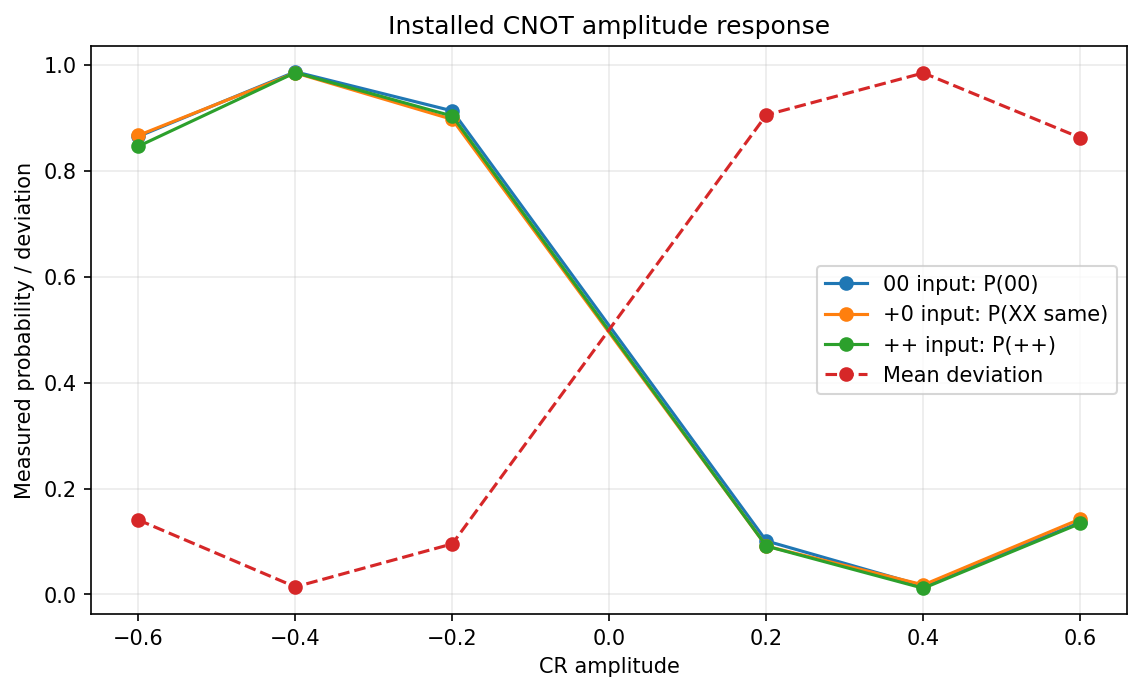 Installed CNOT amplitude response
Measured probability / deviation
1.0
0.8
0.6
0.4
0.2
0.0
00 input: P(00)
+0 input: P(XX same)
++ input: P(++)
Mean deviation
−0.6 −0.4 −0.2 0.0 0.2 0.4 0.6
CR amplitude